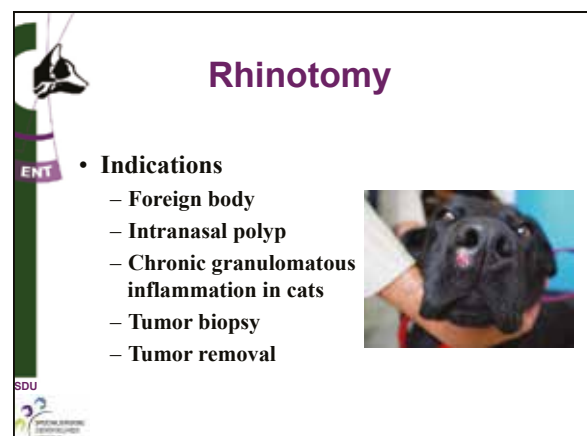 Rhinotomy
ENT
• Indications
– Foreign body
– Intranasal polyp
– Chronic granulomatous
inflammation in cats
– Tumor biopsy
– Tumor removal
SDU